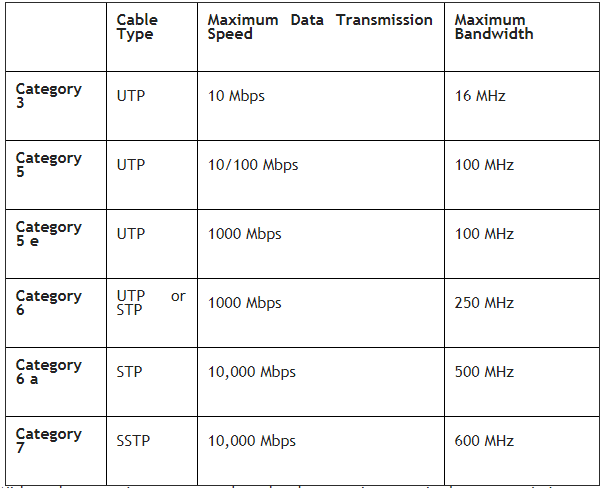 Cable Type
Maximum Data Transmission Speed
Maximum Bandwidth
Category 3
UTP
10 Mbps
16 MHz
Category 5
UTP
10/100 Mbps
100 MHz
Category 5 e
UTP
1000 Mbps
100 MHz
Category 6
UTP or STP
1000 Mbps
250 MHz
Category 6 a
STP
10,000 Mbps
500 MHz
Category 7
SSTP
10,000 Mbps
600 MHz